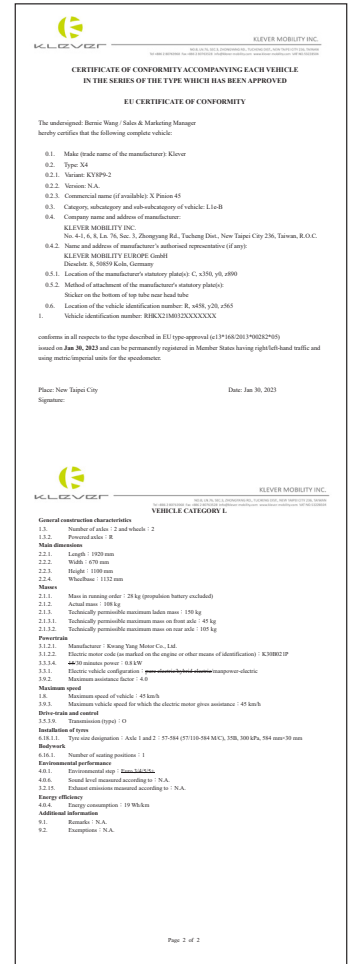 KLEVER
KLEVER MOBILITY INC.
CERTIFICATE OF CONFORMITY ACCOMPANYING EACH VEHICLE
IN THE SERIES OF THE TYPE WHICH HAS BEEN APPROVED
EU CERTIFICATE OF CONFORMITY
The undersigned: Bernie Wang / Sales & Marketing Manager
hereby certifies that the following complete vehicle:
0.1. Make (trade name of the manufacturer): Klever
0.2. Type: X4
0.2.1. Variant: KY8P9-2
0.2.2. Version: N.A.
0.2.3. Commercial name (if available): X Pinion 45
0.3. Category, subcategory and sub-subcategory of vehicle: L1e-B
0.4. Company name and address of manufacturer:
KLEVER MOBILITY INC.
No. 4-1, 6, 8, Ln. 76, Sec. 3, Zhongyang Rd., Tucheng Dist., New Taipei City 236, Taiwan, R.O.C.
0.4.2. Name and address of manufacturer's authorised representative (if any):
KLEVER MOBILITY EUROPE GmbH
Dieselstr. 8, 50859 Koln, Germany
0.5.1. Location of the manufacturer's statutory plate(s): C, x350, y0, z890
0.5.2. Method of attachment of the manufacturer's statutory plate(s):
Sticker on the bottom of top tube near head tube
0.6. Location of the vehicle identification number: R, x458, y20, z565
1. Vehicle identification number: RHKX21M032XXXXXXX
conforms in all respects to the type described in EU type-approval (e13*168/2013*00282*05)
issued on Jan 30, 2023 and can be permanently registered in Member States having right/left-hand traffic and
using metric/imperial units for the speedometer.
Place: New Taipei City Date: Jan 30, 2023
Signature:
KLEVER
KLEVER MOBILITY INC.
VEHICLE CATEGORY L
General construction characteristics
1.3. Number of axles：2 and wheels：2
1.3.2. Powered axles：R
Main dimensions
2.2.1. Length：1920 mm
2.2.2. Width：670 mm
2.2.3. Height：1100 mm
2.2.4. Wheelbase：1132 mm
Masses
2.1.1. Mass in running order：28 kg (propulsion battery excluded)
2.1.2. Actual mass：108 kg
2.1.3. Technically permissible maximum laden mass：150 kg
2.1.3.1. Technically permissible mass on front axle：45 kg
2.1.3.2. Technically permissible mass on rear axle：105 kg
Powertrain
3.1.2.1. Manufacturer：Kwang Yang Motor Co., Ltd.
3.1.2.2. Electric motor code (as marked on the engine or other means of identification)：K30B021P
3.3.3.4. 15/30 minutes power：0.8 kW
3.3.1. Electric vehicle configuration：pure electric/hybrid electric/manpower-electric
3.9.2. Maximum assistance factor：4.0
Maximum speed
1.8. Maximum speed of vehicle：45 km/h
3.9.3. Maximum vehicle speed for which the electric motor gives assistance：45 km/h
Drive-train and control
3.5.3.9. Transmission (type)：O
Installation of tyres
6.18.1.1. Tyre size designation：Axle 1 and 2：57-584 (57/110-584 M/C), 35B, 300 kPa, 584 mm×30 mm
Bodywork
6.16.1. Number of seating positions：1
Environmental performance
4.0.1. Environmental step：Euro 3/4/5/5+
4.0.6. Sound level measured according to：N.A.
3.2.15. Exhaust emissions measured according to：N.A.
Energy efficiency
4.0.4. Energy consumption：19 Wh/km
Additional information
9.1. Remarks：N.A.
9.2. Exemptions：N.A.
Page 2 of 2